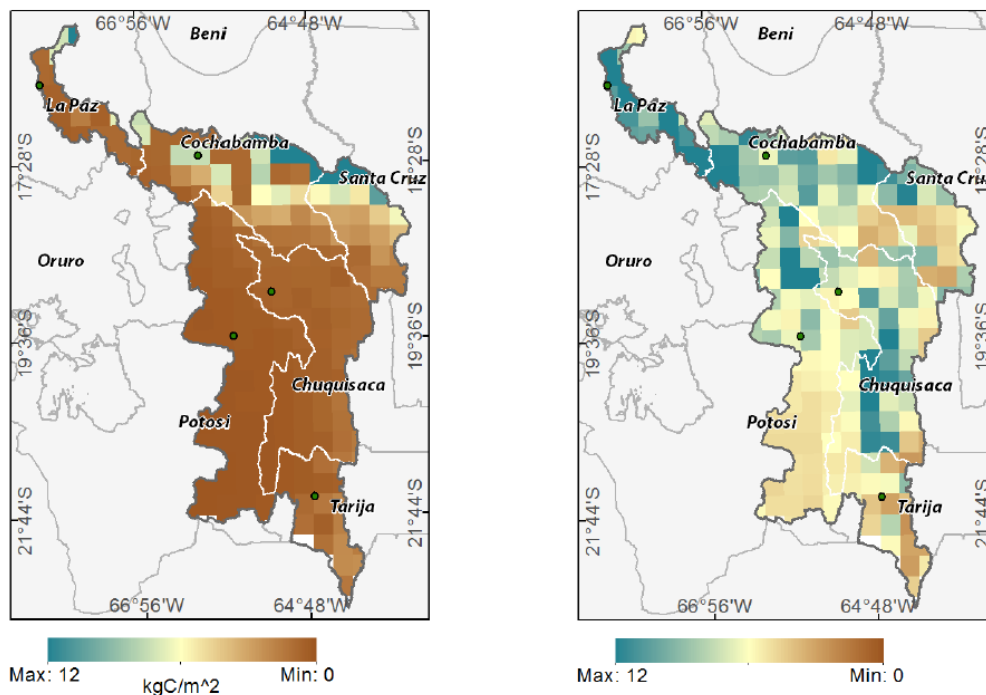 66°56'W 64°48'W
Beni
La Paz
Cochabamba
17°28'S
17°28'S
Santa Cruz
Oruro
19°36'S
19°36'S
Chuquisaca
Potosi
Tarija
21°44'S
21°44'S
66°56'W 64°48'W
Max: 12 Min: 0
kgC/m^2
66°56'W 64°48'W
Beni
La Paz
Cochabamba
17°28'S
17°28'S
Santa Cruz
Oruro
19°36'S
19°36'S
Chuquisaca
Potosi
Tarija
21°44'S
21°44'S
66°56'W 64°48'W
Max: 12 Min: 0